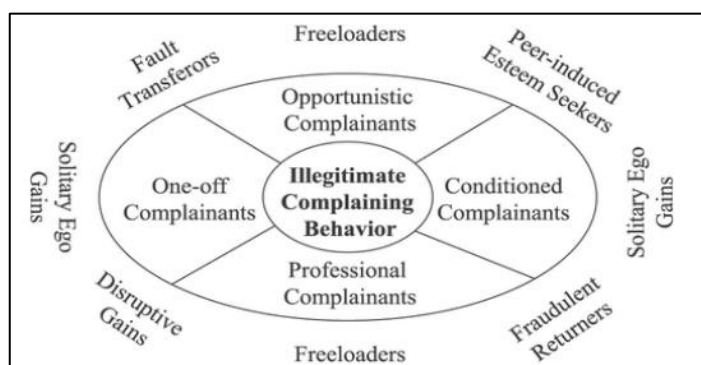 Freeloaders
Fault
Transferors
Peer-induced
Esteem Seekers
Opportunistic
Complainants
Solitary Ego
Gains
One-off
Complainants
Illegitimate
Complaining
Behavior
Conditioned
Complainants
Solitary Ego
Gains
Professional
Complainants
Disruptive
Gains
Fraudulent
Returners
Freeloaders